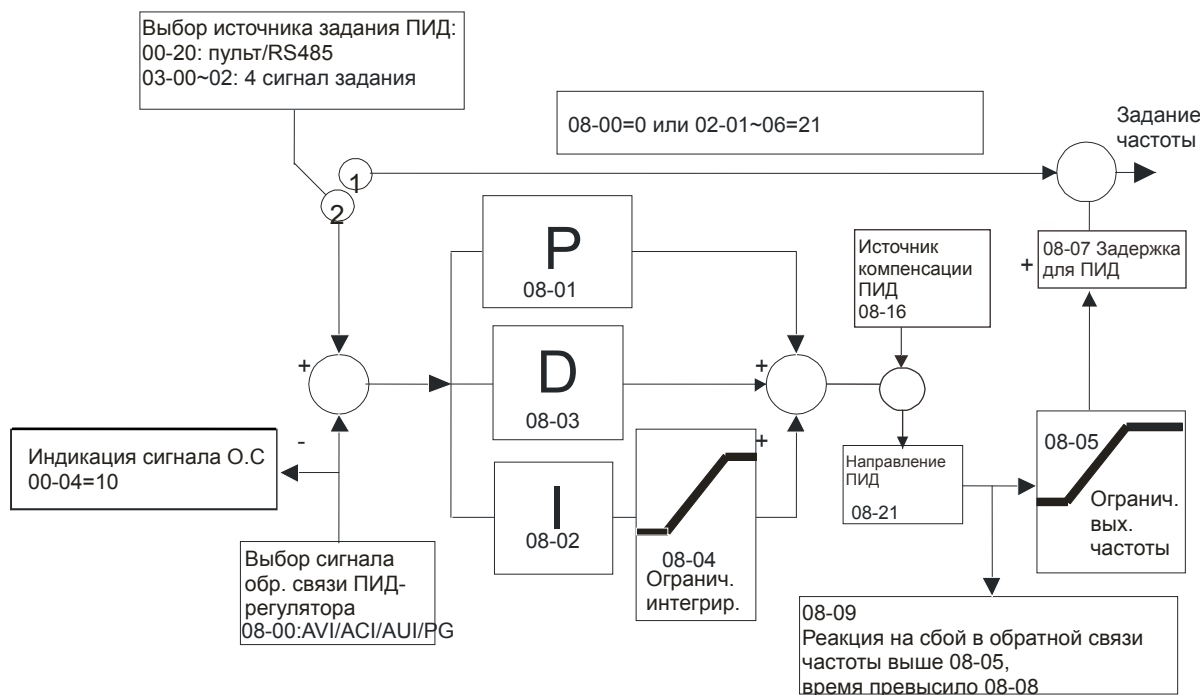 Выбор источника задания ПИД:
00-20: пульт/RS485
03-00~02: 4 сигнал задания
08-00=0 или 02-01~06=21
Задание
частоты
1
2
P
08-01
Источник
компенсации
ПИД
08-16
+
08-07 Задержка
для ПИД
+
D
08-03
+
-
Индикация сигнала О.С
00-04=10
I
08-02
08-04
Огранич.
интегрир.
+
Направление
ПИД
08-21
08-05
Огранич.
вых.
частоты
Выбор сигнала
обр. связи ПИД-
регулятора
08-00:AVI/ACI/AUI/PG
08-09
Реакция на сбой в обратной связи
частоты выше 08-05,
время превысило 08-08